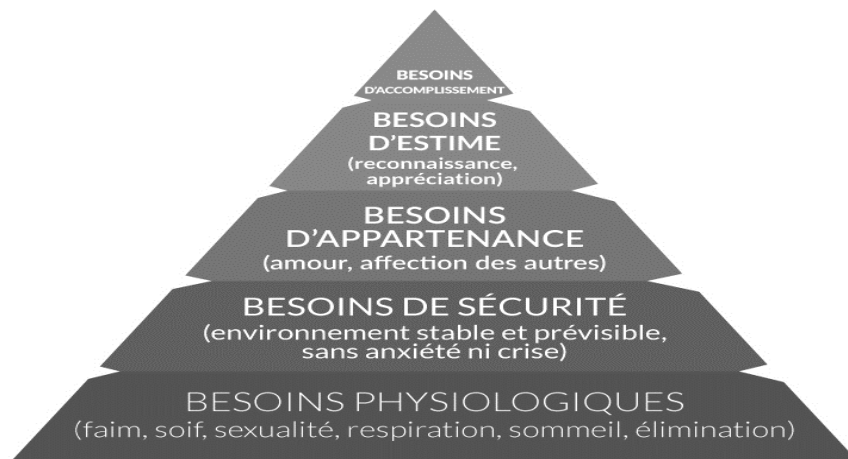 BESOINS
D'ACCOMPLISSEMENT
BESOINS
D'ESTIME
(reconnaissance,
appréciation)
BESOINS
D'APPARTENANCE
(amour, affection des autres)
BESOINS DE SÉCURITÉ
(environnement stable et prévisible,
sans anxiété ni crise)
BESOINS PHYSIOLOGIQUES
(faim, soif, sexualité, respiration, sommeil, élimination)